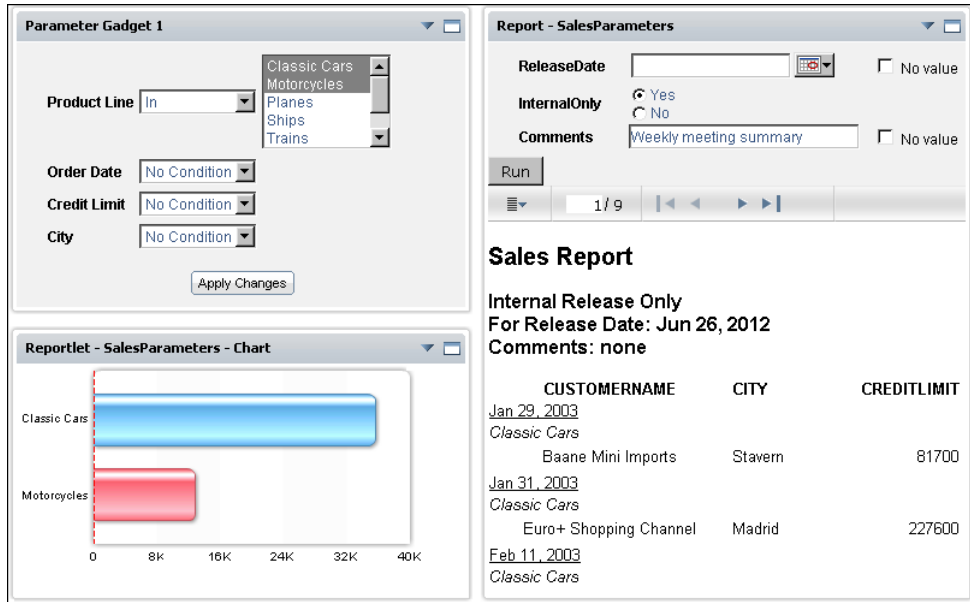 Parameter Gadget 1
Product Line
In
Classic Cars
Motorcycles
Planes
Ships
Trains
Order Date
No Condition
Credit Limit
No Condition
City
No Condition
Apply Changes
Reportlet - SalesParameters - Chart
Classic Cars
Motorcycles
0 8K 16K 24K 32K 40K
Report - SalesParameters
ReleaseDate
No value
InternalOnly
Yes
No
Comments
Weekly meeting summary
No value
Run
1/ 9
Sales Report
Internal Release Only
For Release Date: Jun 26, 2012
Comments: none
CUSTOMERNAME CITY CREDITLIMIT
Jan 29, 2003
Classic Cars
Baane Mini Imports Stavern 81700
Jan 31, 2003
Classic Cars
Euro+ Shopping Channel Madrid 227600
Feb 11, 2003
Classic Cars